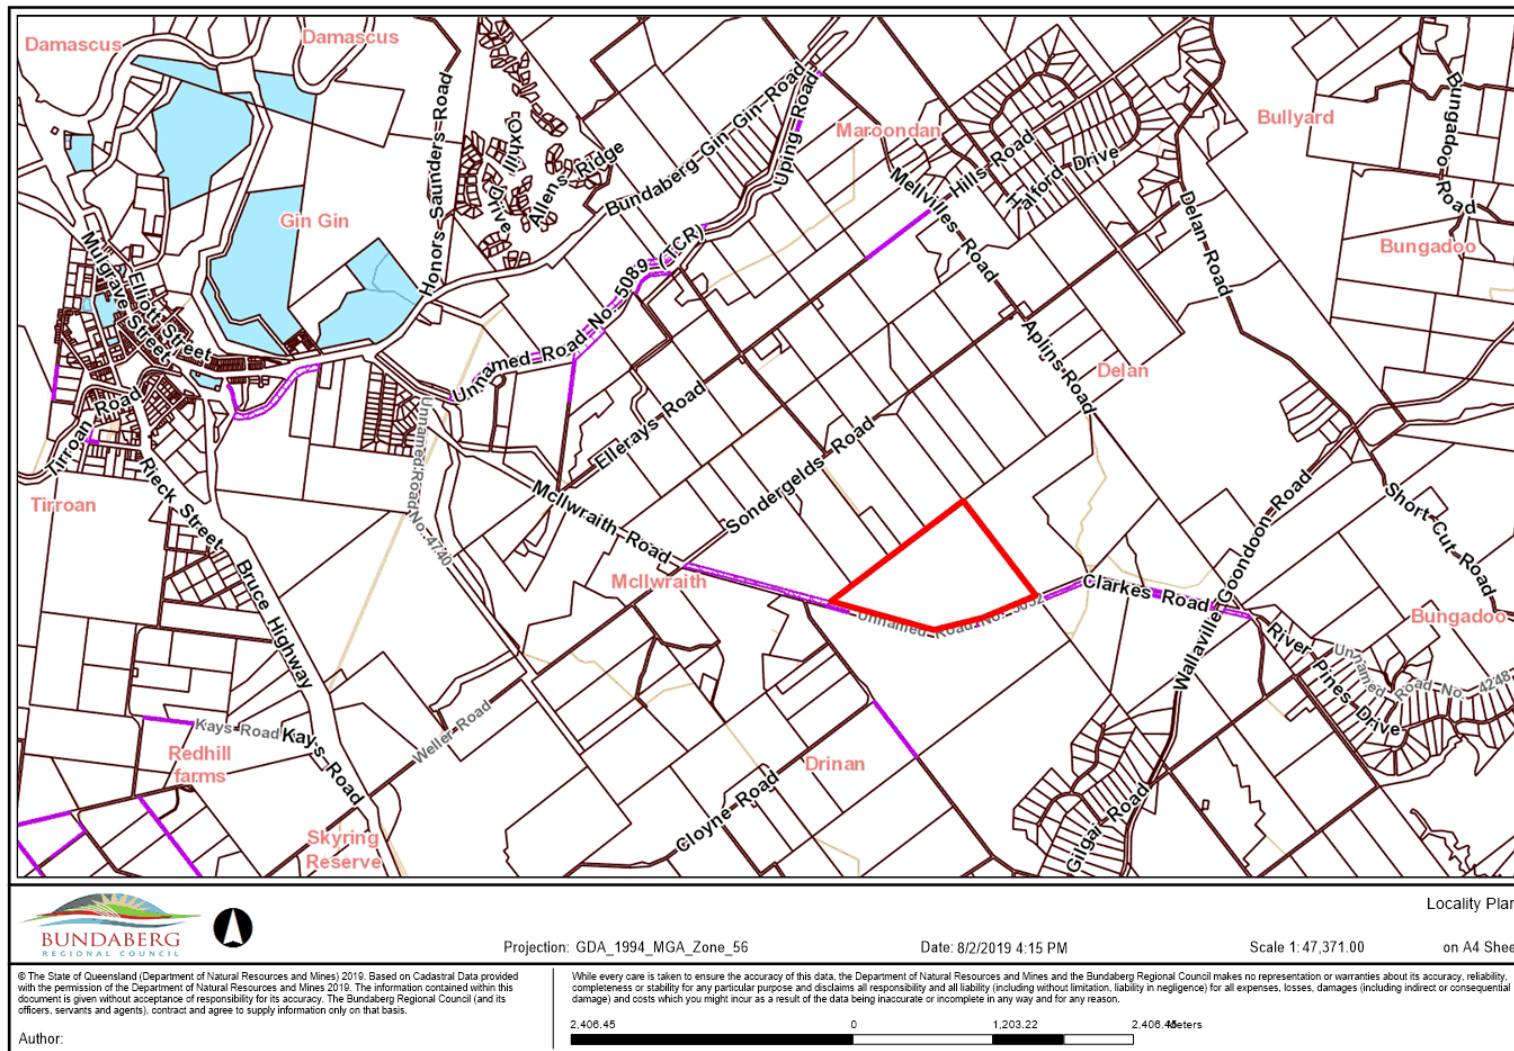 Damascus
Damascus
Honors-Saunders-Road
Oxhill
Drive
Allens Ridge
Bundaberg-Gin-Gin-Road
Uping Road
Maroondan
Mellvilles-Road
Hills Road
Halford Drive
Bullyard
Bungadoo
Road
Bungadoo
Delan-Road
Gin Gin
Mulgrave-Street
Elliott Street
Unnamed-Road-No.-5089-(TCR)
Aplins-Road
Delan
Tirroan Road
Tirroan
Rieck Street
Unnamed-Road-No.-4740
Ellerays Road
McIlwraith-Road
Sondergelds-Road
McIlwraith
Unnamed-Road-No.-5092
Clarkes-Road
Wallaville-Goondoon-Road
Short-Cut-Road
Bungadoo
Bruce Highway
River Pines-Drive
Unnamed-Road-No.-4248
Kays-Road
Kays-Road
Weller-Road
Redhill
farms
Drinan
Cloyne-Road
Gilgai-Road
Skyring
Reserve
BUNDABERG
REGIONAL COUNCIL
Projection: GDA_1994_MGA_Zone_56
Date: 8/2/2019 4:15 PM
Locality Plan
Scale 1: 47,371.00
on A4 Shee
© The State of Queensland (Department of Natural Resources and Mines) 2019. Based on Cadastral Data provided
with the permission of the Department of Natural Resources and Mines 2019. The information contained within this
document is given without acceptance of responsibility for its accuracy. The Bundaberg Regional Council (and its
officers, servants and agents), contract and agree to supply information only on that basis.
Author:
While every care is taken to ensure the accuracy of this data, the Department of Natural Resources and Mines and the Bundaberg Regional Council makes no representation or warranties about its accuracy, reliability,
completeness or stability for any particular purpose and disclaims all responsibility and all liability (including without limitation, liability in negligence) for all expenses, losses, damages (including indirect or consequential
damage) and costs which you might incur as a result of the data being inaccurate or incomplete in any way and for any reason.
2,406.45 0 1,203.22 2,406.45 Meters